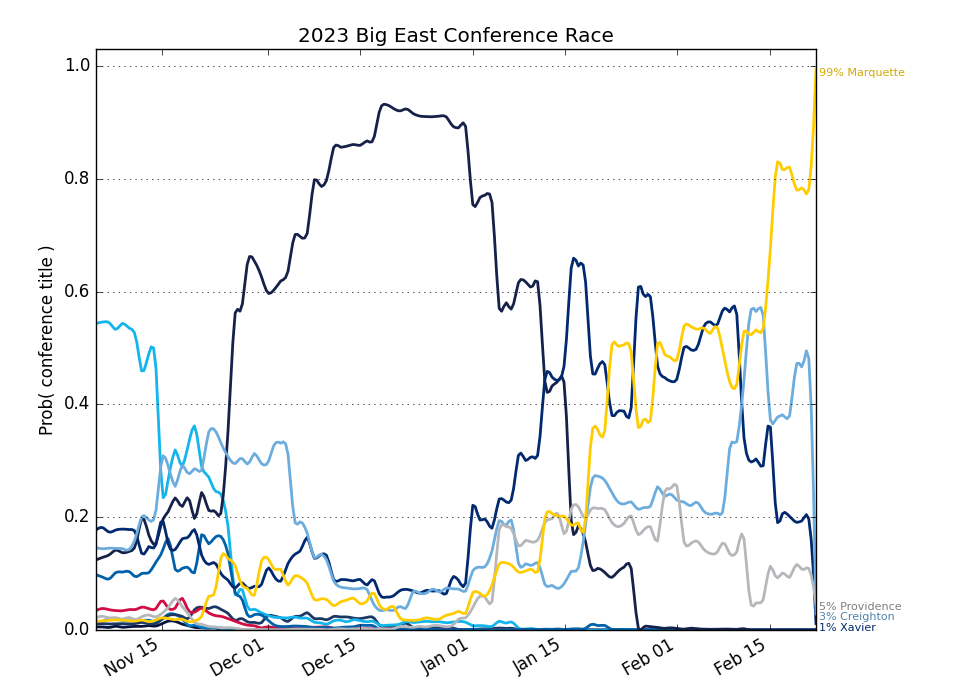 2023 Big East Conference Race
Prob( conference title )
1.0
0.8
0.6
0.4
0.2
0.0
99% Marquette
5% Providence
3% Creighton
1% Xavier
Nov 15
Dec 01
Dec 15
Jan 01
Jan 15
Feb 01
Feb 15